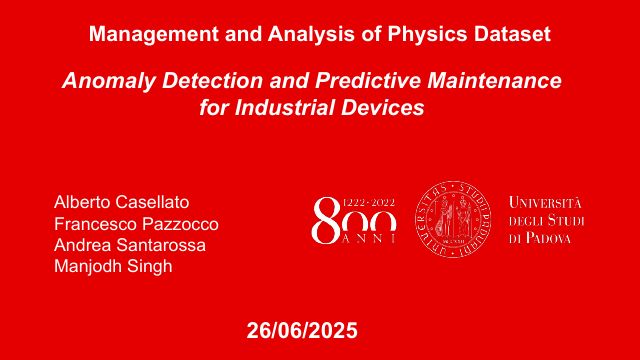 Management and Analysis of Physics Dataset
Anomaly Detection and Predictive Maintenance
for Industrial Devices
Alberto Casellato
Francesco Pazzocco
Andrea Santarossa
Manjodh Singh
1222·2022
800
ANNI
UNIVERSITÀ
DEGLI STUDI
DI PADOVA
26/06/2025